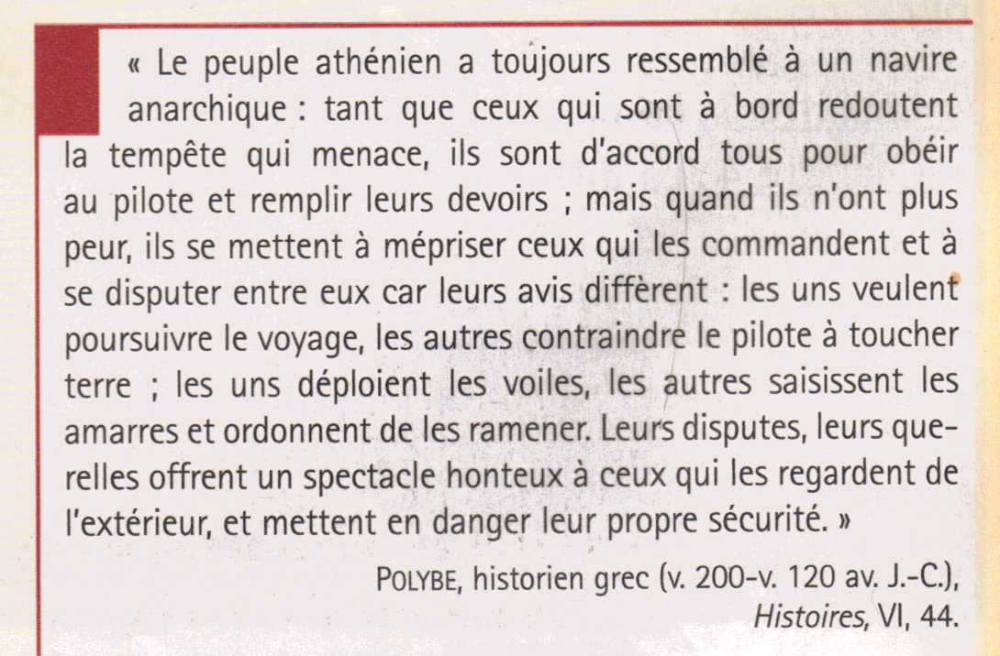 « Le peuple athénien a toujours ressemblé à un navire
anarchique : tant que ceux qui sont à bord redoutent
la tempête qui menace, ils sont d'accord tous pour obéir
au pilote et remplir leurs devoirs ; mais quand ils n'ont plus
peur, ils se mettent à mépriser ceux qui les commandent et à
se disputer entre eux car leurs avis diffèrent : les uns veulent
poursuivre le voyage, les autres contraindre le pilote à toucher
terre ; les uns déploient les voiles, les autres saisissent les
amarres et ordonnent de les ramener. Leurs disputes, leurs que-
relles offrent un spectacle honteux à ceux qui les regardent de
l'extérieur, et mettent en danger leur propre sécurité. »
POLYBE, historien grec (v. 200-v. 120 av. J.-C.),
Histoires, VI, 44.